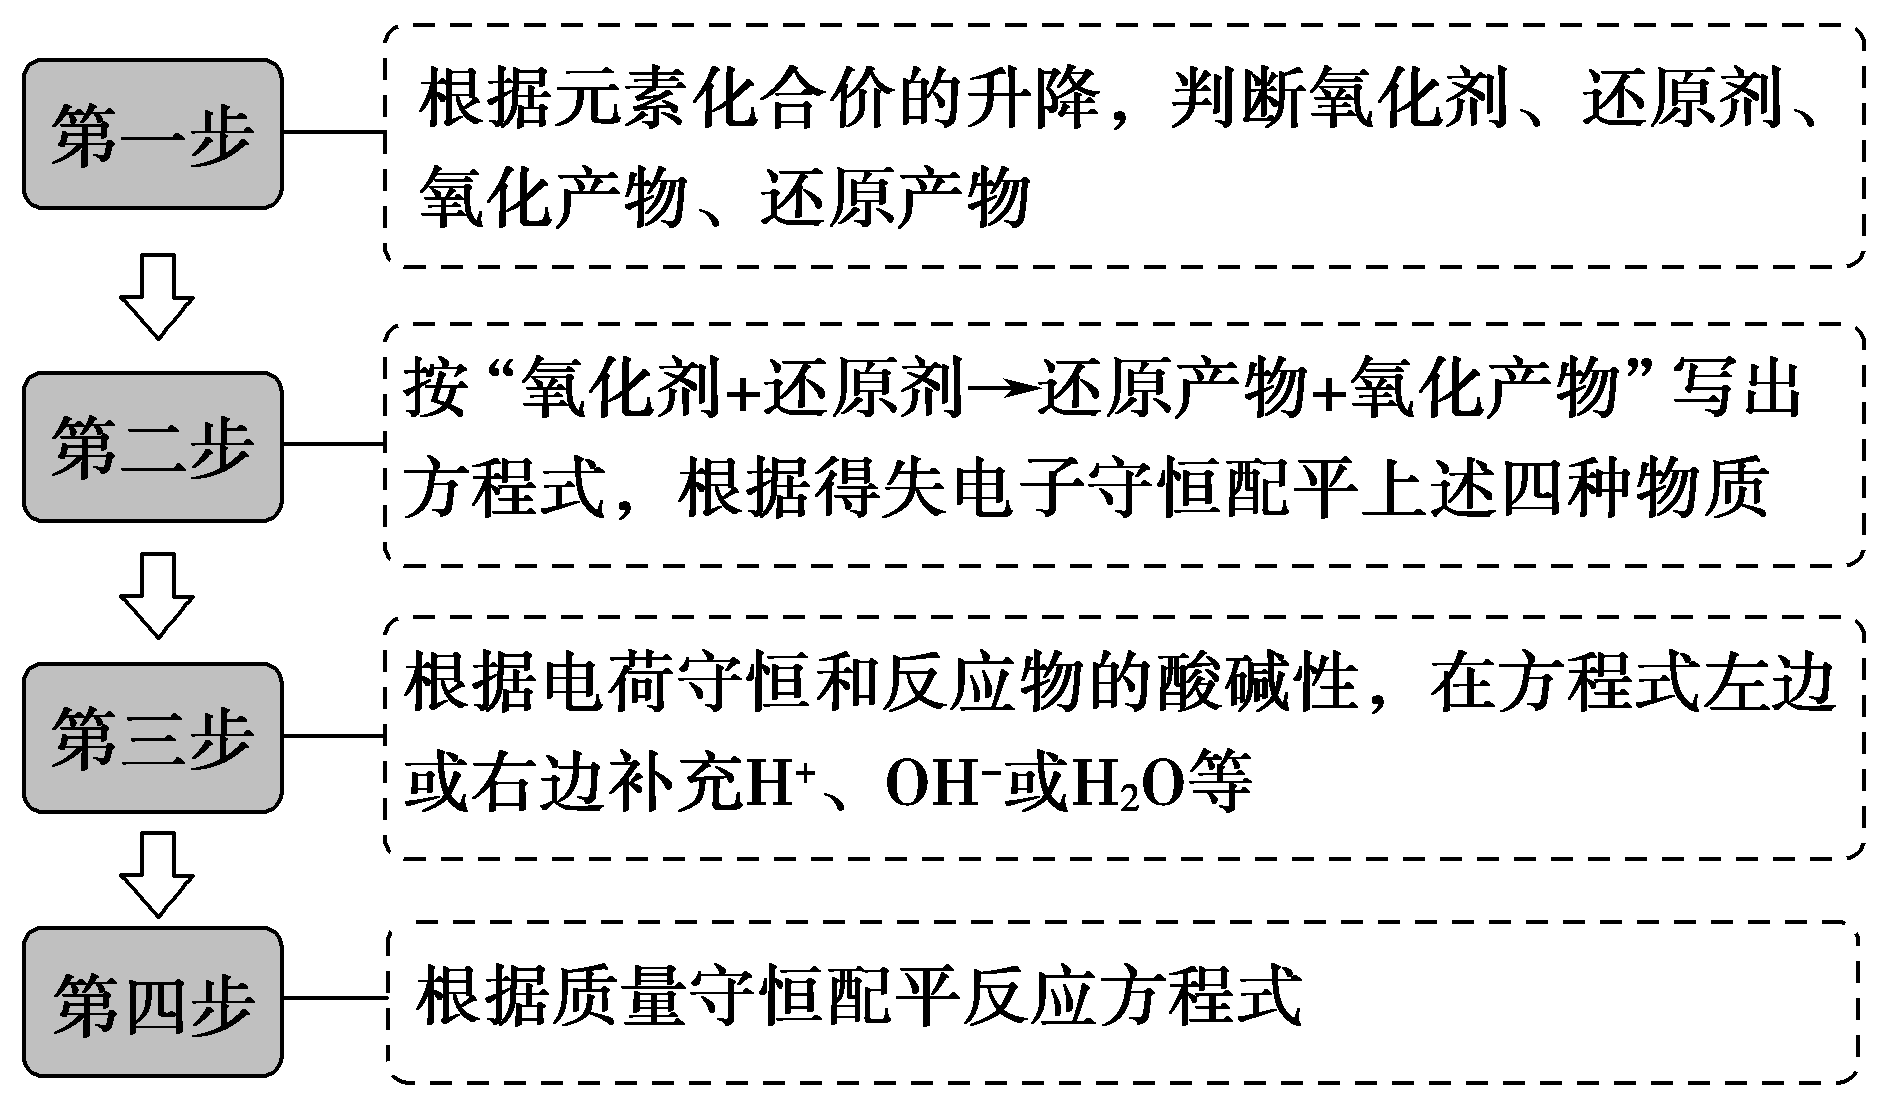 第一步
根据元素化合价的升降，判断氧化剂、还原剂、
氧化产物、还原产物
第二步
按“氧化剂+还原剂→还原产物+氧化产物”写出
方程式，根据得失电子守恒配平上述四种物质
第三步
根据电荷守恒和反应物的酸碱性，在方程式左边
或右边补充H⁺、OH⁻或H₂O等
第四步
根据质量守恒配平反应方程式